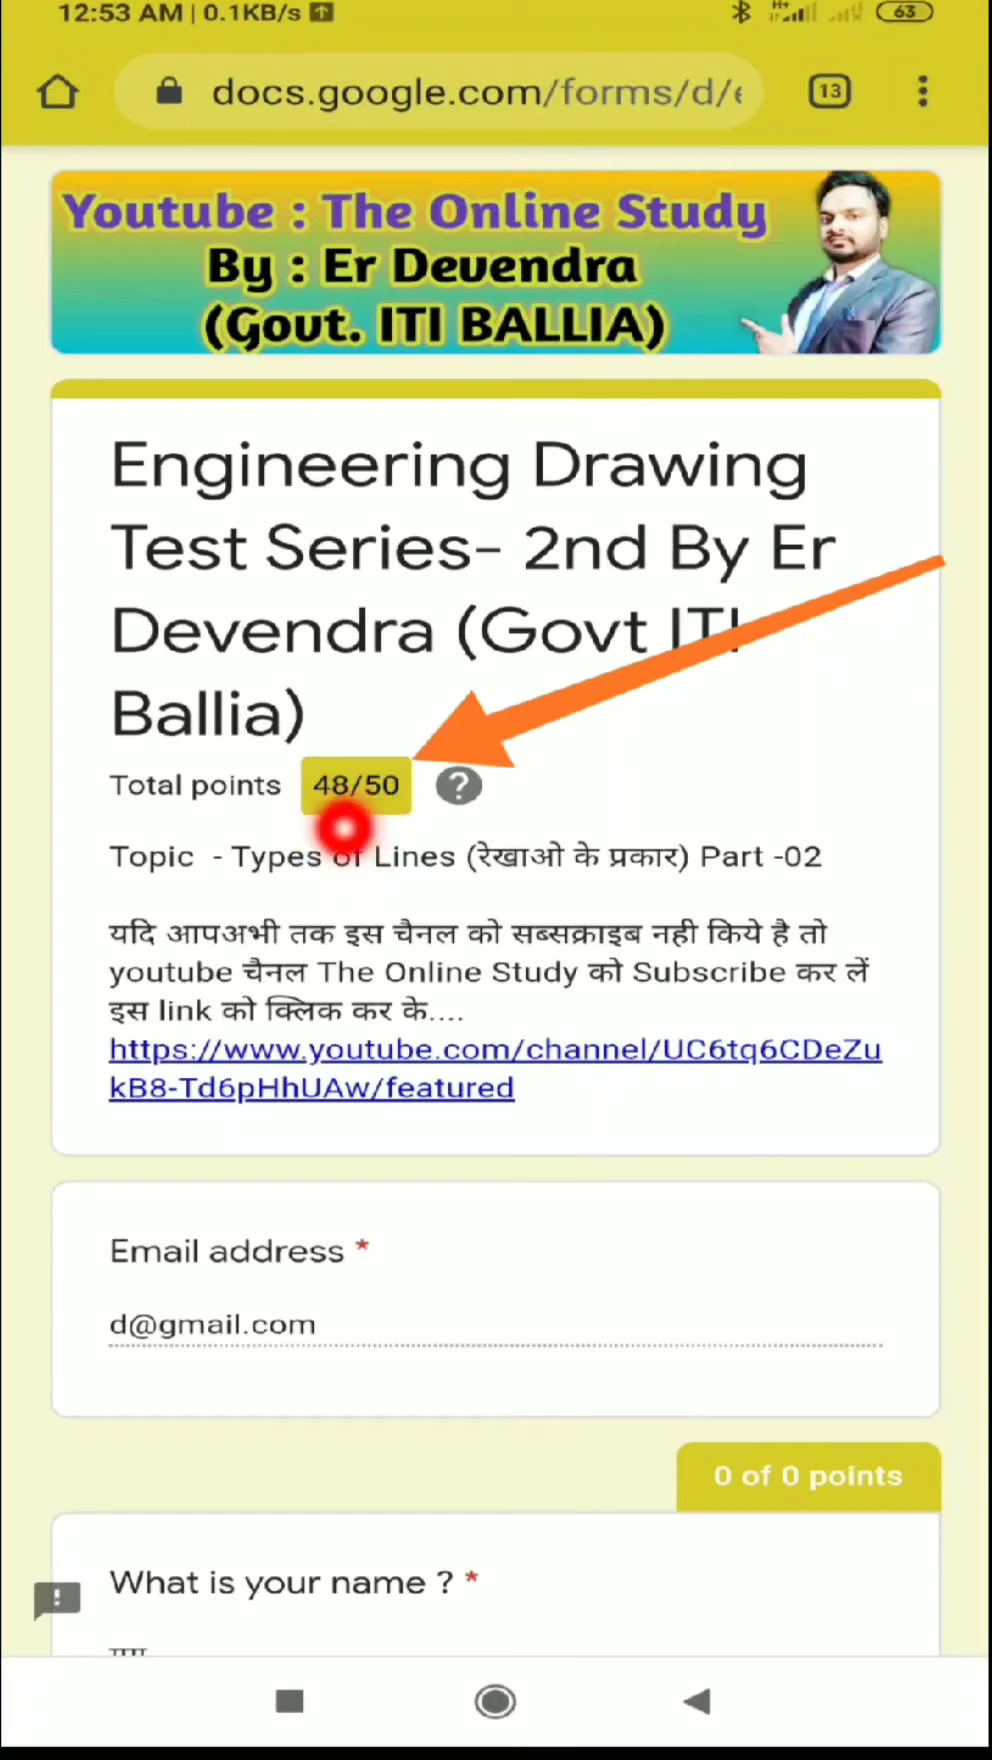 12:53 AM | 0.1KB/s
H+
63
docs.google.com/forms/d/e
13
Youtube : The Online Study
By : Er Devendra
(Govt. ITI BALLIA)
Engineering Drawing
Test Series- 2nd By Er
Devendra (Govt ITI
Ballia)
Total points 48/50 ?
Topic - Types of Lines (रेखाओ के प्रकार) Part -02
यदि आपअभी तक इस चैनल को सब्सक्राइब नही किये है तो
youtube चैनल The Online Study को Subscribe कर लें
इस link को क्लिक कर के....
https://www.youtube.com/channel/UC6tq6CDeZu
kB8-Td6pHhUAw/featured
Email address *
d@gmail.com
0 of 0 points
What is your name ? *